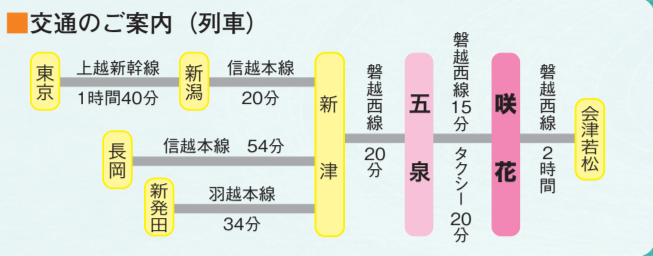 ■交通のご案内（列車）
東京
上越新幹線
1時間40分
新潟
信越本線
20分
長岡
信越本線 54分
新発田
羽越本線
34分
新津
磐越西線
20分
五泉
磐越西線
15分
タクシー
20分
咲花
磐越西線
2時間
会津若松